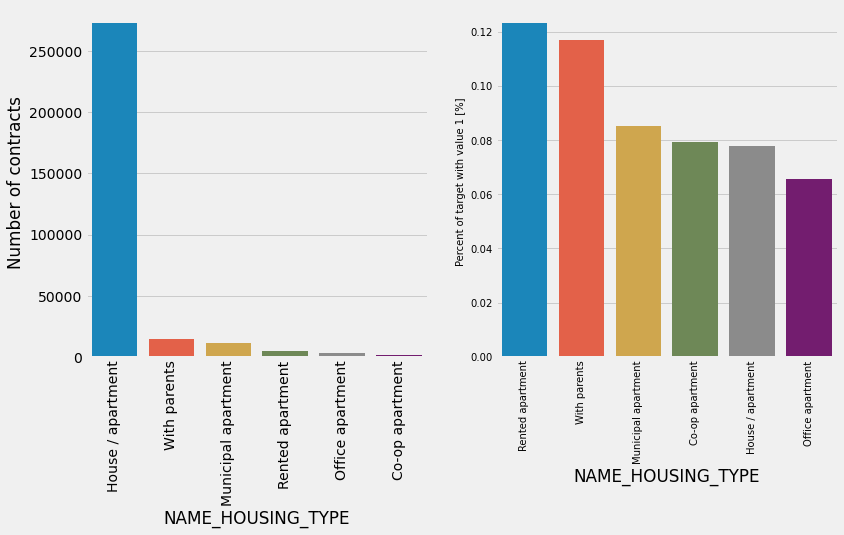 Number of contracts
250000
200000
150000
100000
50000
0
House / apartment
With parents
Municipal apartment
Rented apartment
Office apartment
Co-op apartment
NAME_HOUSING_TYPE
Percent of target with value 1 [%]
0.12
0.10
0.08
0.06
0.04
0.02
0.00
Rented apartment
With parents
Municipal apartment
Co-op apartment
House / apartment
Office apartment
NAME_HOUSING_TYPE